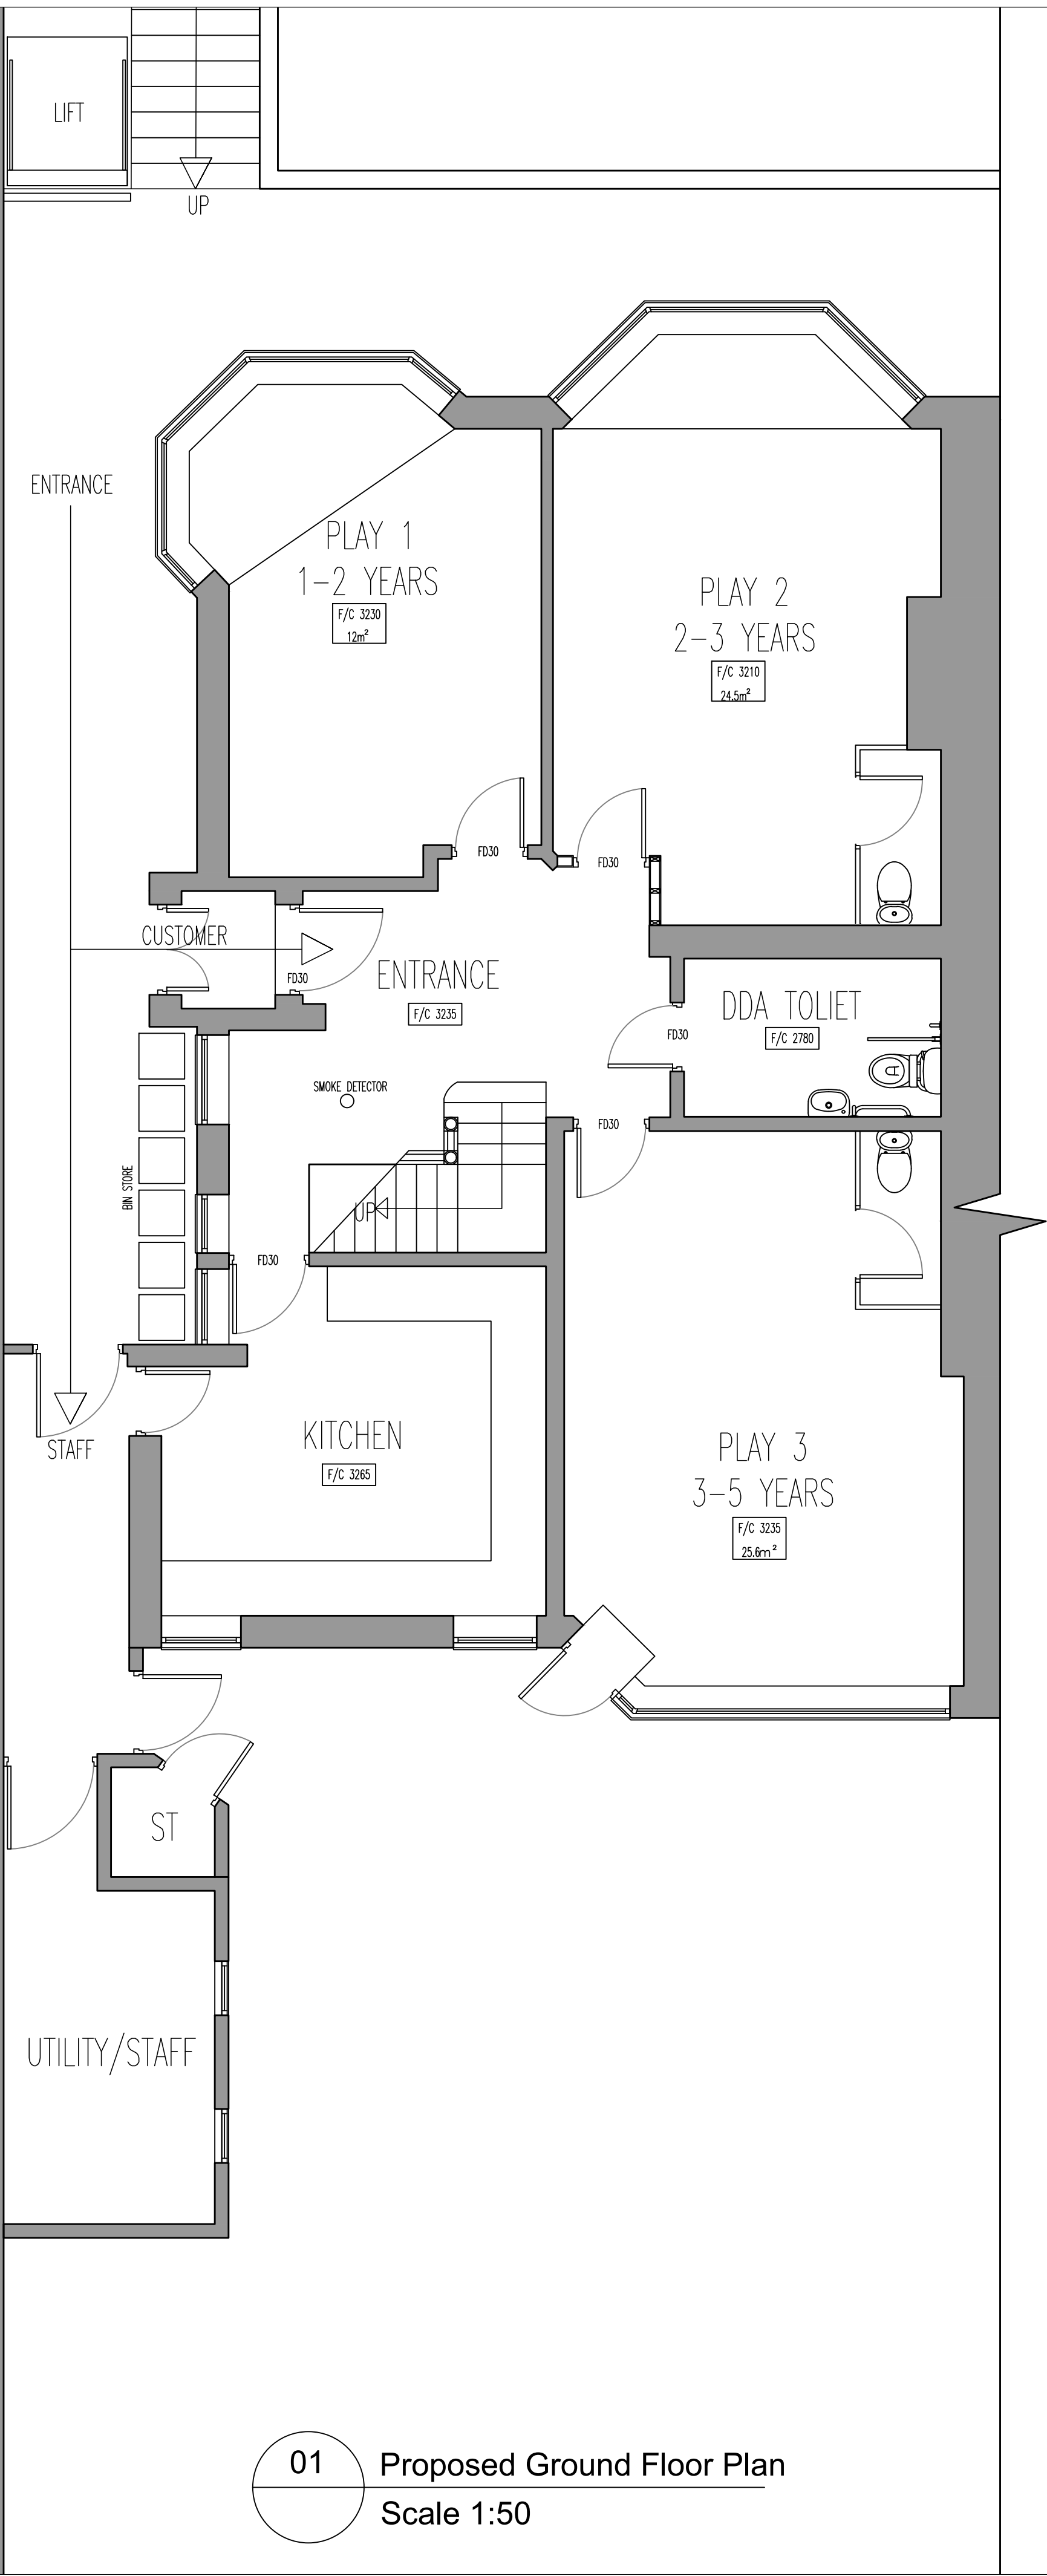 LIFT
UP
ENTRANCE
PLAY 1
1-2 YEARS
F/C 3230
12m²
PLAY 2
2-3 YEARS
F/C 3210
24.5m²
FD30
FD30
CUSTOMER
FD30
ENTRANCE
F/C 3235
DDA TOLIET
F/C 2780
FD30
SMOKE DETECTOR
FD30
BIN STORE
UP
FD30
STAFF
KITCHEN
F/C 3265
PLAY 3
3-5 YEARS
F/C 3235
25.6m²
ST
UTILITY/STAFF
01
Proposed Ground Floor Plan
Scale 1:50